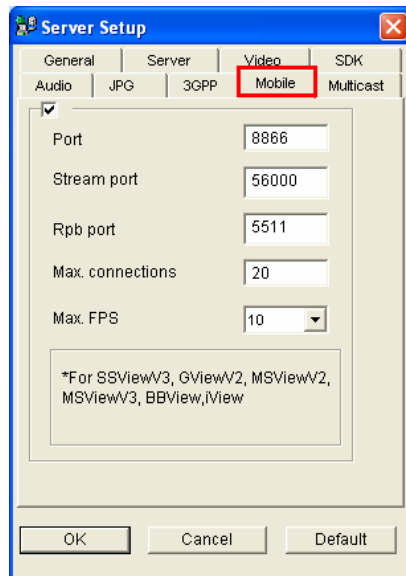 Server Setup
General Server Video SDK
Audio JPG 3GPP Mobile Multicast
Port 8866
Stream port 56000
Rpb port 5511
Max. connections 20
Max. FPS 10
*For SSViewV3, GViewV2, MSViewV2,
MSViewV3, BBView,iView
OK Cancel Default